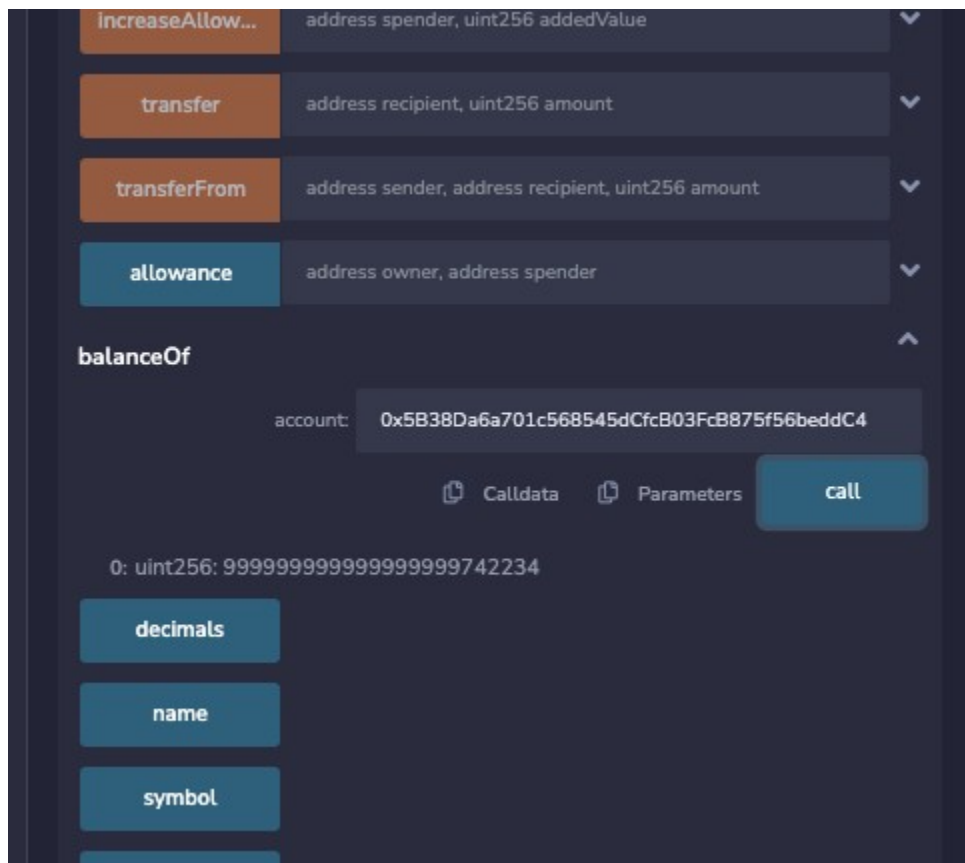 increaseAllow... address spender, uint256 addedValue
transfer address recipient, uint256 amount
transferFrom address sender, address recipient, uint256 amount
allowance address owner, address spender
balanceOf
account: 0x5B38Da6a701c568545dCfcB03FcB875f56beddC4
Calldata Parameters call
0: uint256: 999999999999999999742234
decimals
name
symbol